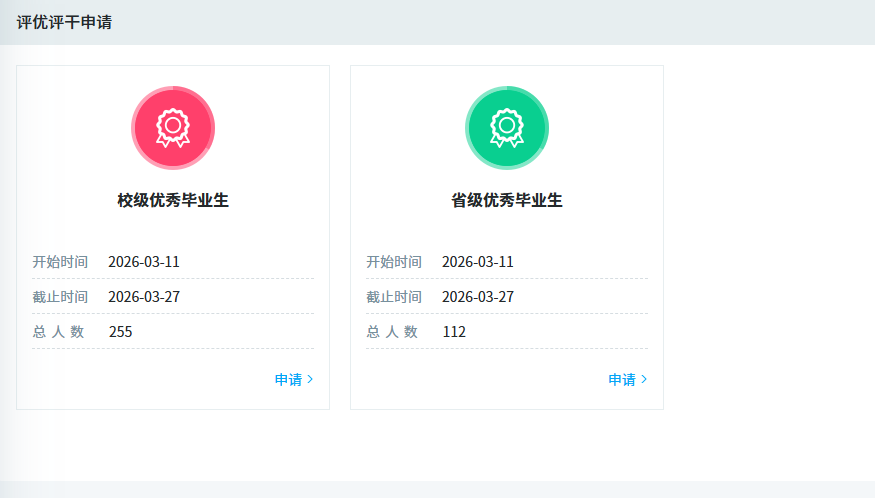 评优评干申请
校级优秀毕业生
开始时间 2026-03-11
截止时间 2026-03-27
总 人 数 255
申请 >
省级优秀毕业生
开始时间 2026-03-11
截止时间 2026-03-27
总 人 数 112
申请 >